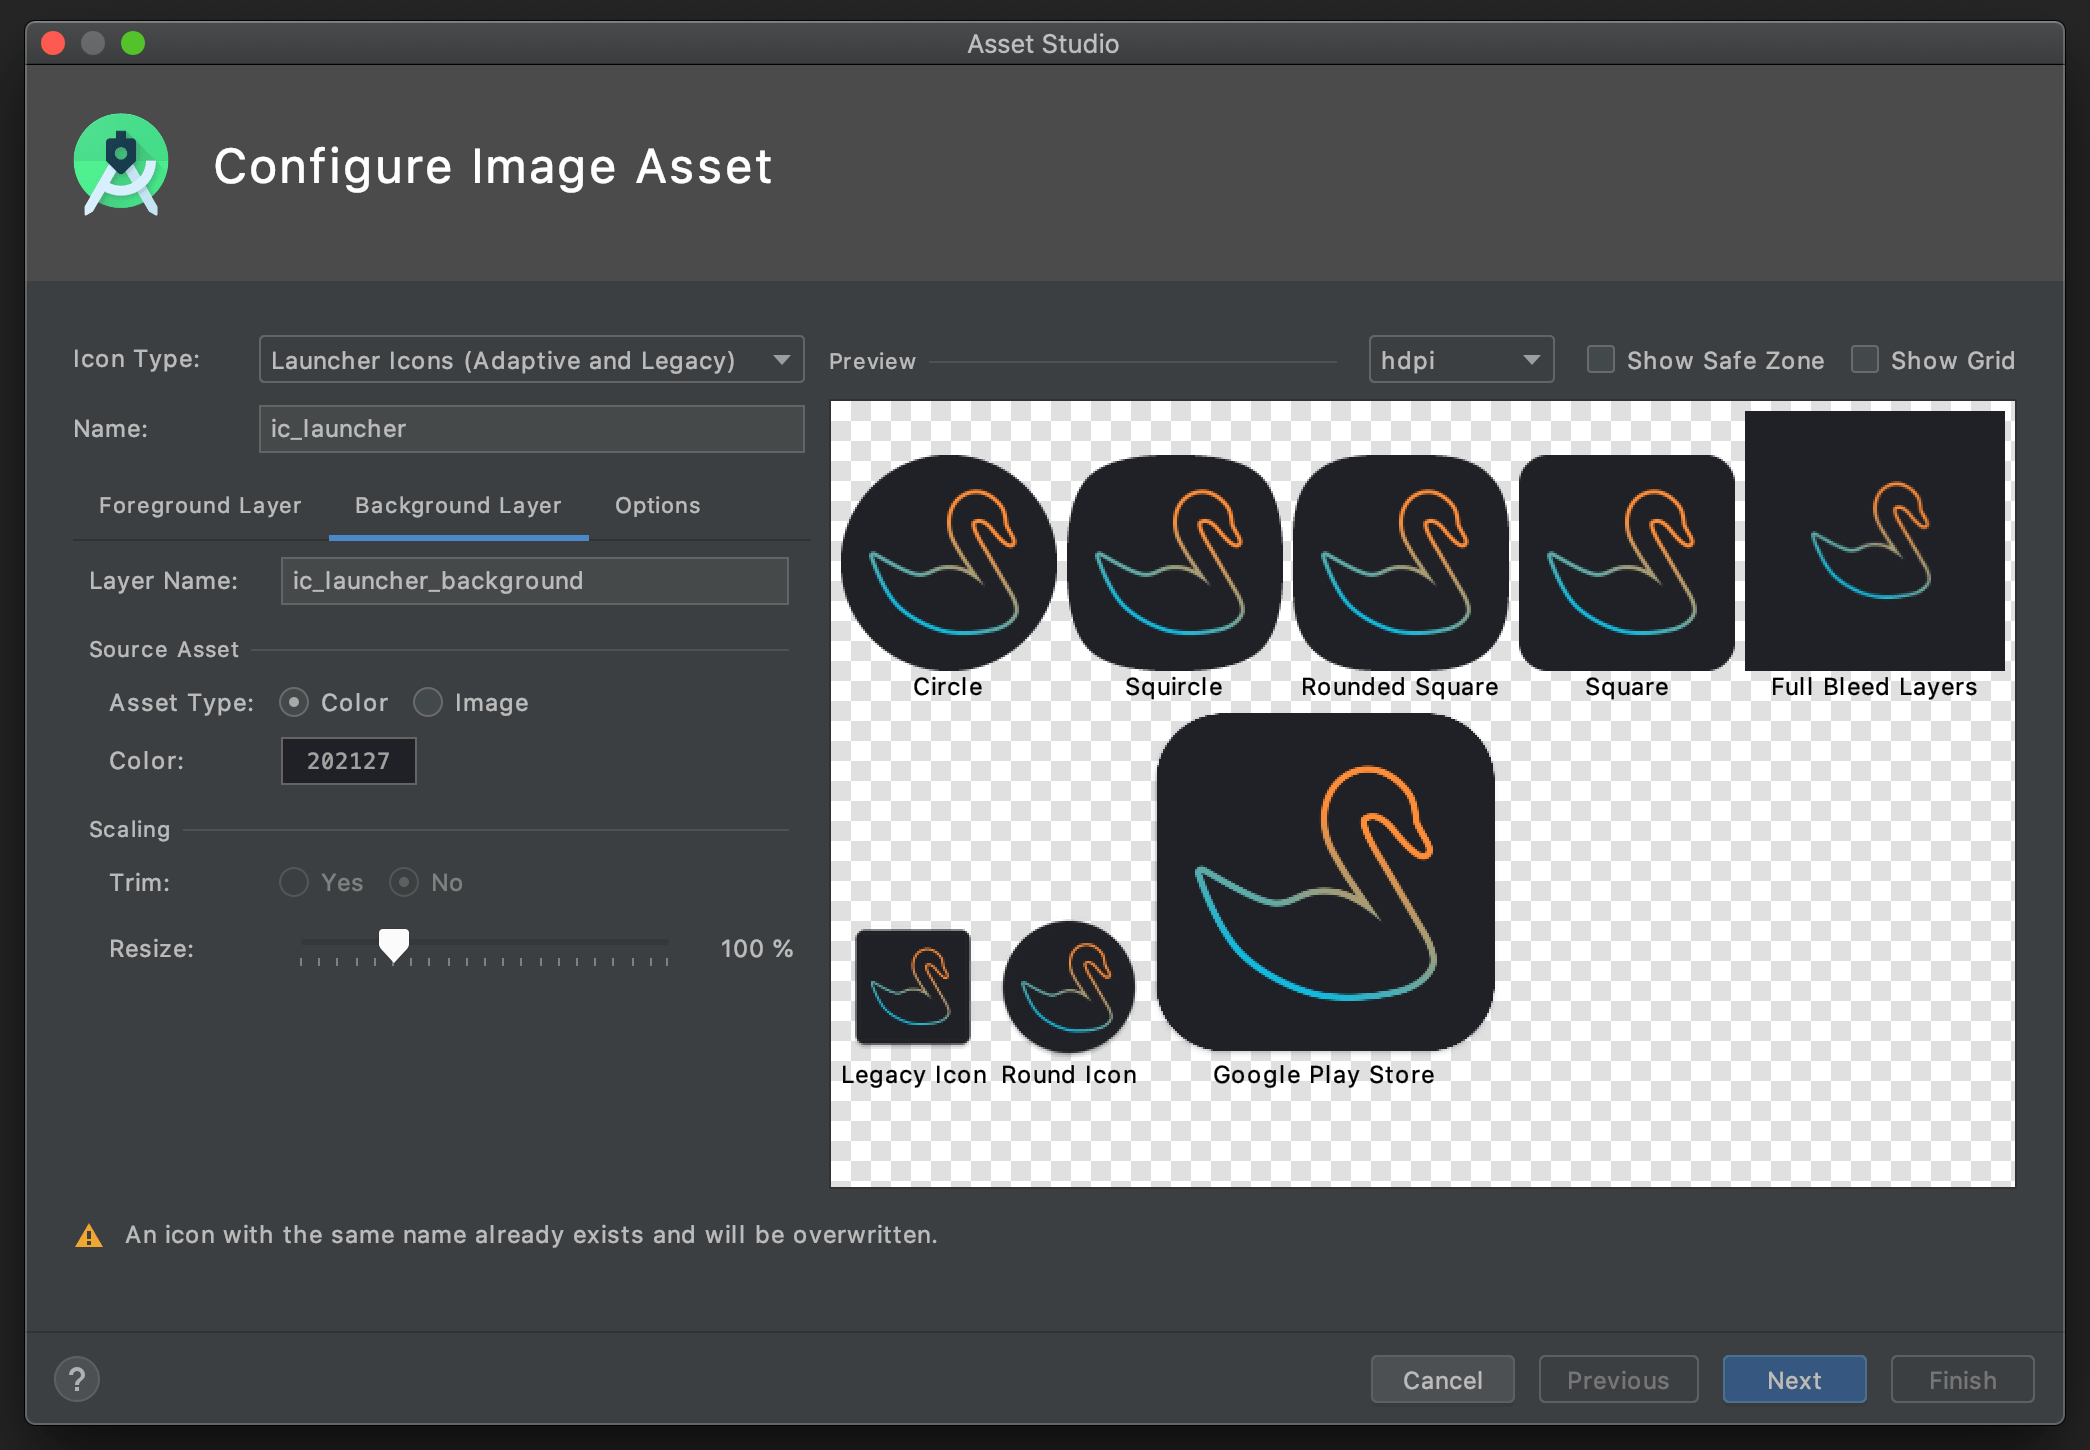 Asset Studio
Configure Image Asset
Icon Type:
Launcher Icons (Adaptive and Legacy)
Name:
ic_launcher
Foreground Layer
Background Layer
Options
Layer Name:
ic_launcher_background
Source Asset
Asset Type:
Color
Image
Color:
202127
Scaling
Trim:
Yes
No
Resize:
100 %
Preview
hdpi
Show Safe Zone
Show Grid
Circle
Squircle
Rounded Square
Square
Full Bleed Layers
Legacy Icon
Round Icon
Google Play Store
An icon with the same name already exists and will be overwritten.
?
Cancel
Previous
Next
Finish